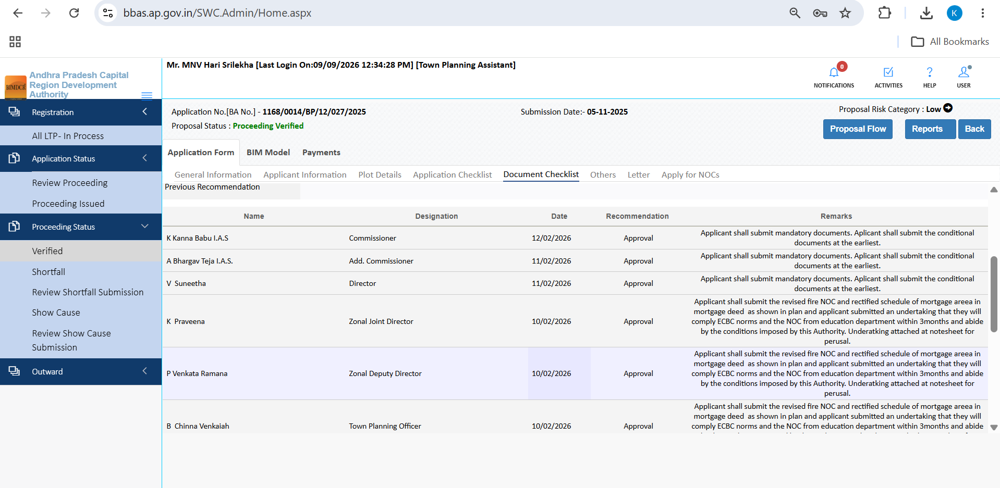 bbas.ap.gov.in/SWC.Admin/Home.aspx
K
All Bookmarks
BIMDCR
Andhra Pradesh Capital
Region Development
Authority
Mr. MNV Hari Srilekha [Last Login On:09/09/2026 12:34:28 PM] [Town Planning Assistant]
0
NOTIFICATIONS
ACTIVITIES
HELP
USER
Registration
All LTP- In Process
Application Status
Review Proceeding
Proceeding Issued
Proceeding Status
Verified
Shortfall
Review Shortfall Submission
Show Cause
Review Show Cause
Submission
Outward
Application No.[BA No.] - 1168/0014/BP/12/027/2025
Submission Date:- 05-11-2025
Proposal Risk Category : Low
Proposal Status : Proceeding Verified
Proposal Flow
Reports
Back
Application Form
BIM Model
Payments
General Information
Applicant Information
Plot Details
Application Checklist
Document Checklist
Others
Letter
Apply for NOCs
Previous Recommendation
Name Designation Date Recommendation Remarks
K Kanna Babu I.A.S Commissioner 12/02/2026 Approval
Applicant shall submit mandatory documents. Aplicant shall submit the conditional
documents at the earliest.
A Bhargav Teja I.A.S. Add. Commissioner 11/02/2026 Approval
Applicant shall submit mandatory documents. Aplicant shall submit the conditional
documents at the earliest.
V Suneetha Director 11/02/2026 Approval
Applicant shall submit mandatory documents. Aplicant shall submit the conditional
documents at the earliest.
K Praveena Zonal Joint Director 10/02/2026 Approval
Applicant shall submit the revised fire NOC and rectified schedule of mortgage areea in
mortgage deed as shown in plan and applicant submitted an undertaking that they will
comply ECBC norms and the NOC from education department within 3months and abide
by the conditions imposed by this Authority. Underatking attached at notesheet for
perusal.
P Venkata Ramana Zonal Deputy Director 10/02/2026 Approval
Applicant shall submit the revised fire NOC and rectified schedule of mortgage areea in
mortgage deed as shown in plan and applicant submitted an undertaking that they will
comply ECBC norms and the NOC from education department within 3months and abide
by the conditions imposed by this Authority. Underatking attached at notesheet for
perusal.
B Chinna Venkaiah Town Planning Officer 10/02/2026 Approval
Applicant shall submit the revised fire NOC and rectified schedule of mortgage areea in
mortgage deed as shown in plan and applicant submitted an undertaking that they will
comply ECBC norms and the NOC from education department within 3months and abide